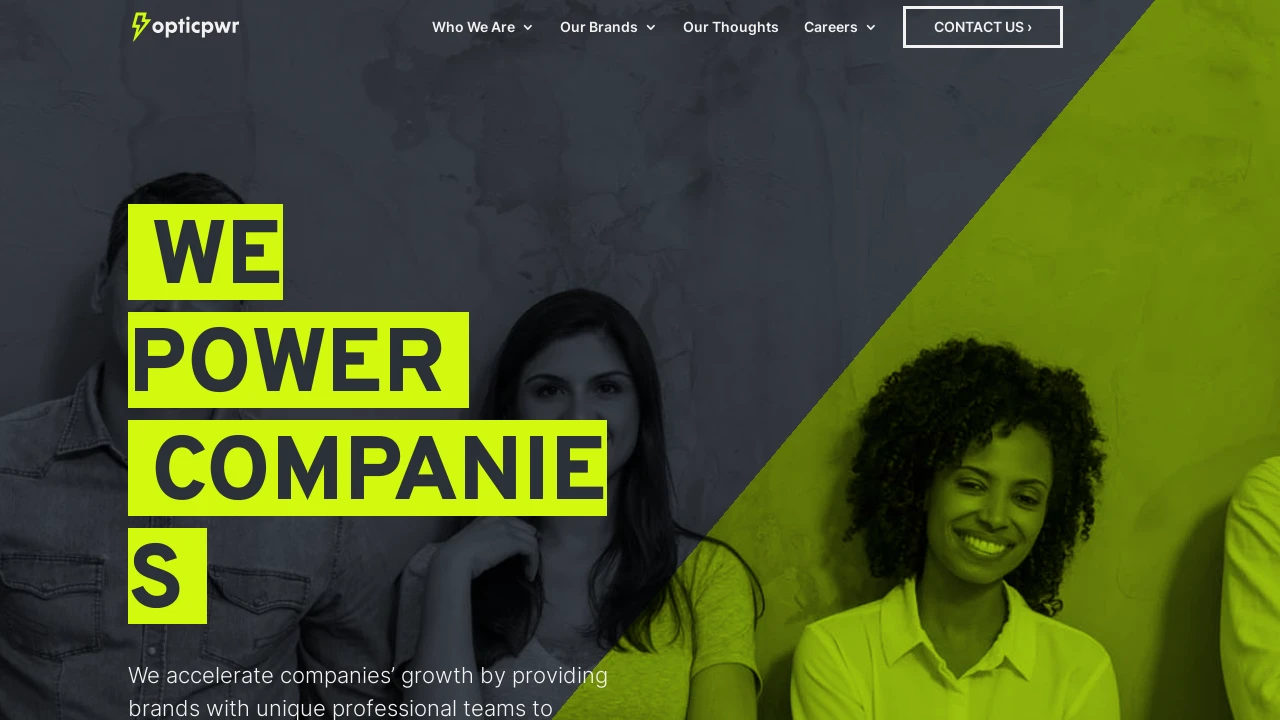 opticpwr
Who We Are
Our Brands
Our Thoughts
Careers
CONTACT US ›
WE
POWER
COMPANIE
S
We accelerate companies’ growth by providing
brands with unique professional teams to